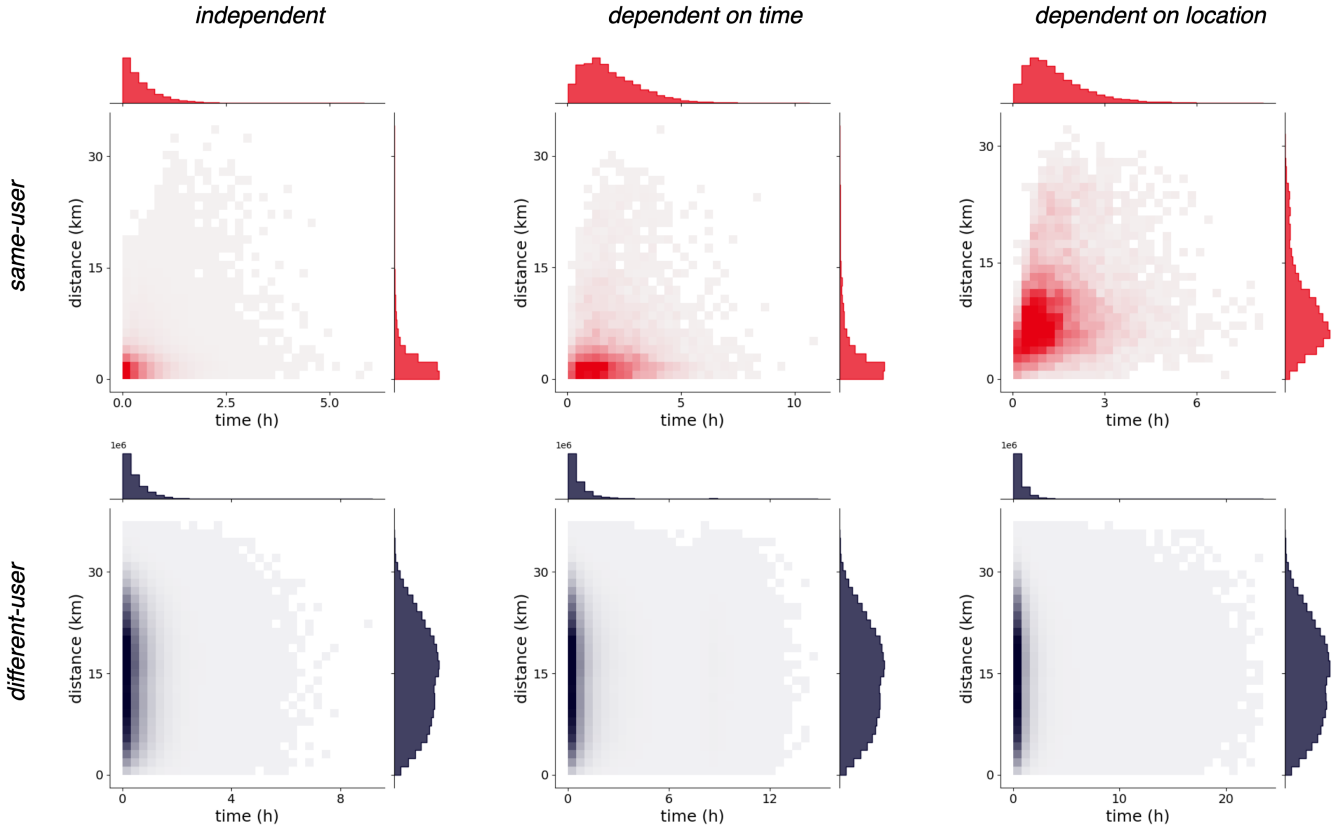 independent
dependent on time
dependent on location
same-user
distance (km)
30
15
0
0.0
2.5
5.0
time (h)
distance (km)
30
15
0
0
5
10
time (h)
distance (km)
30
15
0
0
3
6
time (h)
different-user
1e6
distance (km)
30
15
0
0
4
8
time (h)
1e6
distance (km)
30
15
0
0
6
12
time (h)
1e6
distance (km)
30
15
0
0
10
20
time (h)